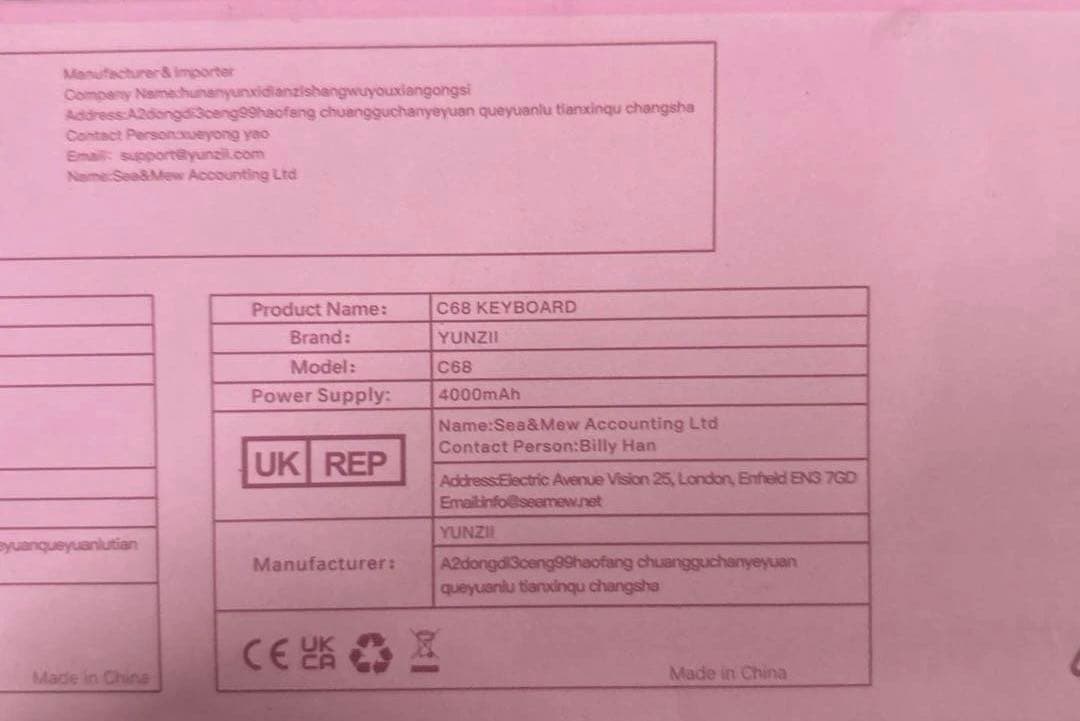 Manufacturer & importer
Company Name:hunanyunxidianzishangwuyouxiangongsi
Address:A2dongdi3ceng99haofang chuangguchanyeyuan queyuanlu tianxinqu changsha
Contact Person:xueyong yao
Email: support@yunzii.com
Name:Sea&Mew Accounting Ltd
Product Name: C68 KEYBOARD
Brand: YUNZII
Model: C68
Power Supply: 4000mAh
UK REP
Name:Sea&Mew Accounting Ltd
Contact Person:Billy Han
Address:Electric Avenue Vision 25, London, Enfield EN3 7GD
Email:info@seamew.net
Manufacturer:
YUNZII
A2dongdi3ceng99haofang chuangguchanyeyuan
queyuanlu tianxinqu changsha
eyuanqueyuanlutian
CE UK
CA
Made in China
Made in China